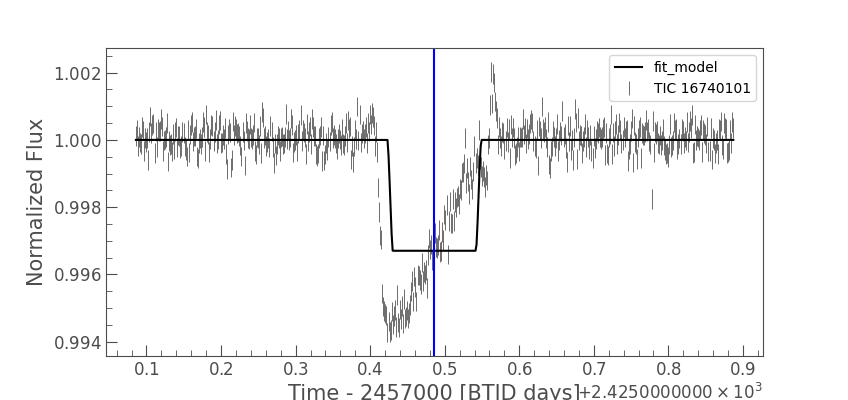 Normalized Flux
1.002
1.000
0.998
0.996
0.994
fit_model
TIC 16740101
0.1 0.2 0.3 0.4 0.5 0.6 0.7 0.8 0.9
Time - 2457000 [BTJD days]
+2.4250000000 × 10³